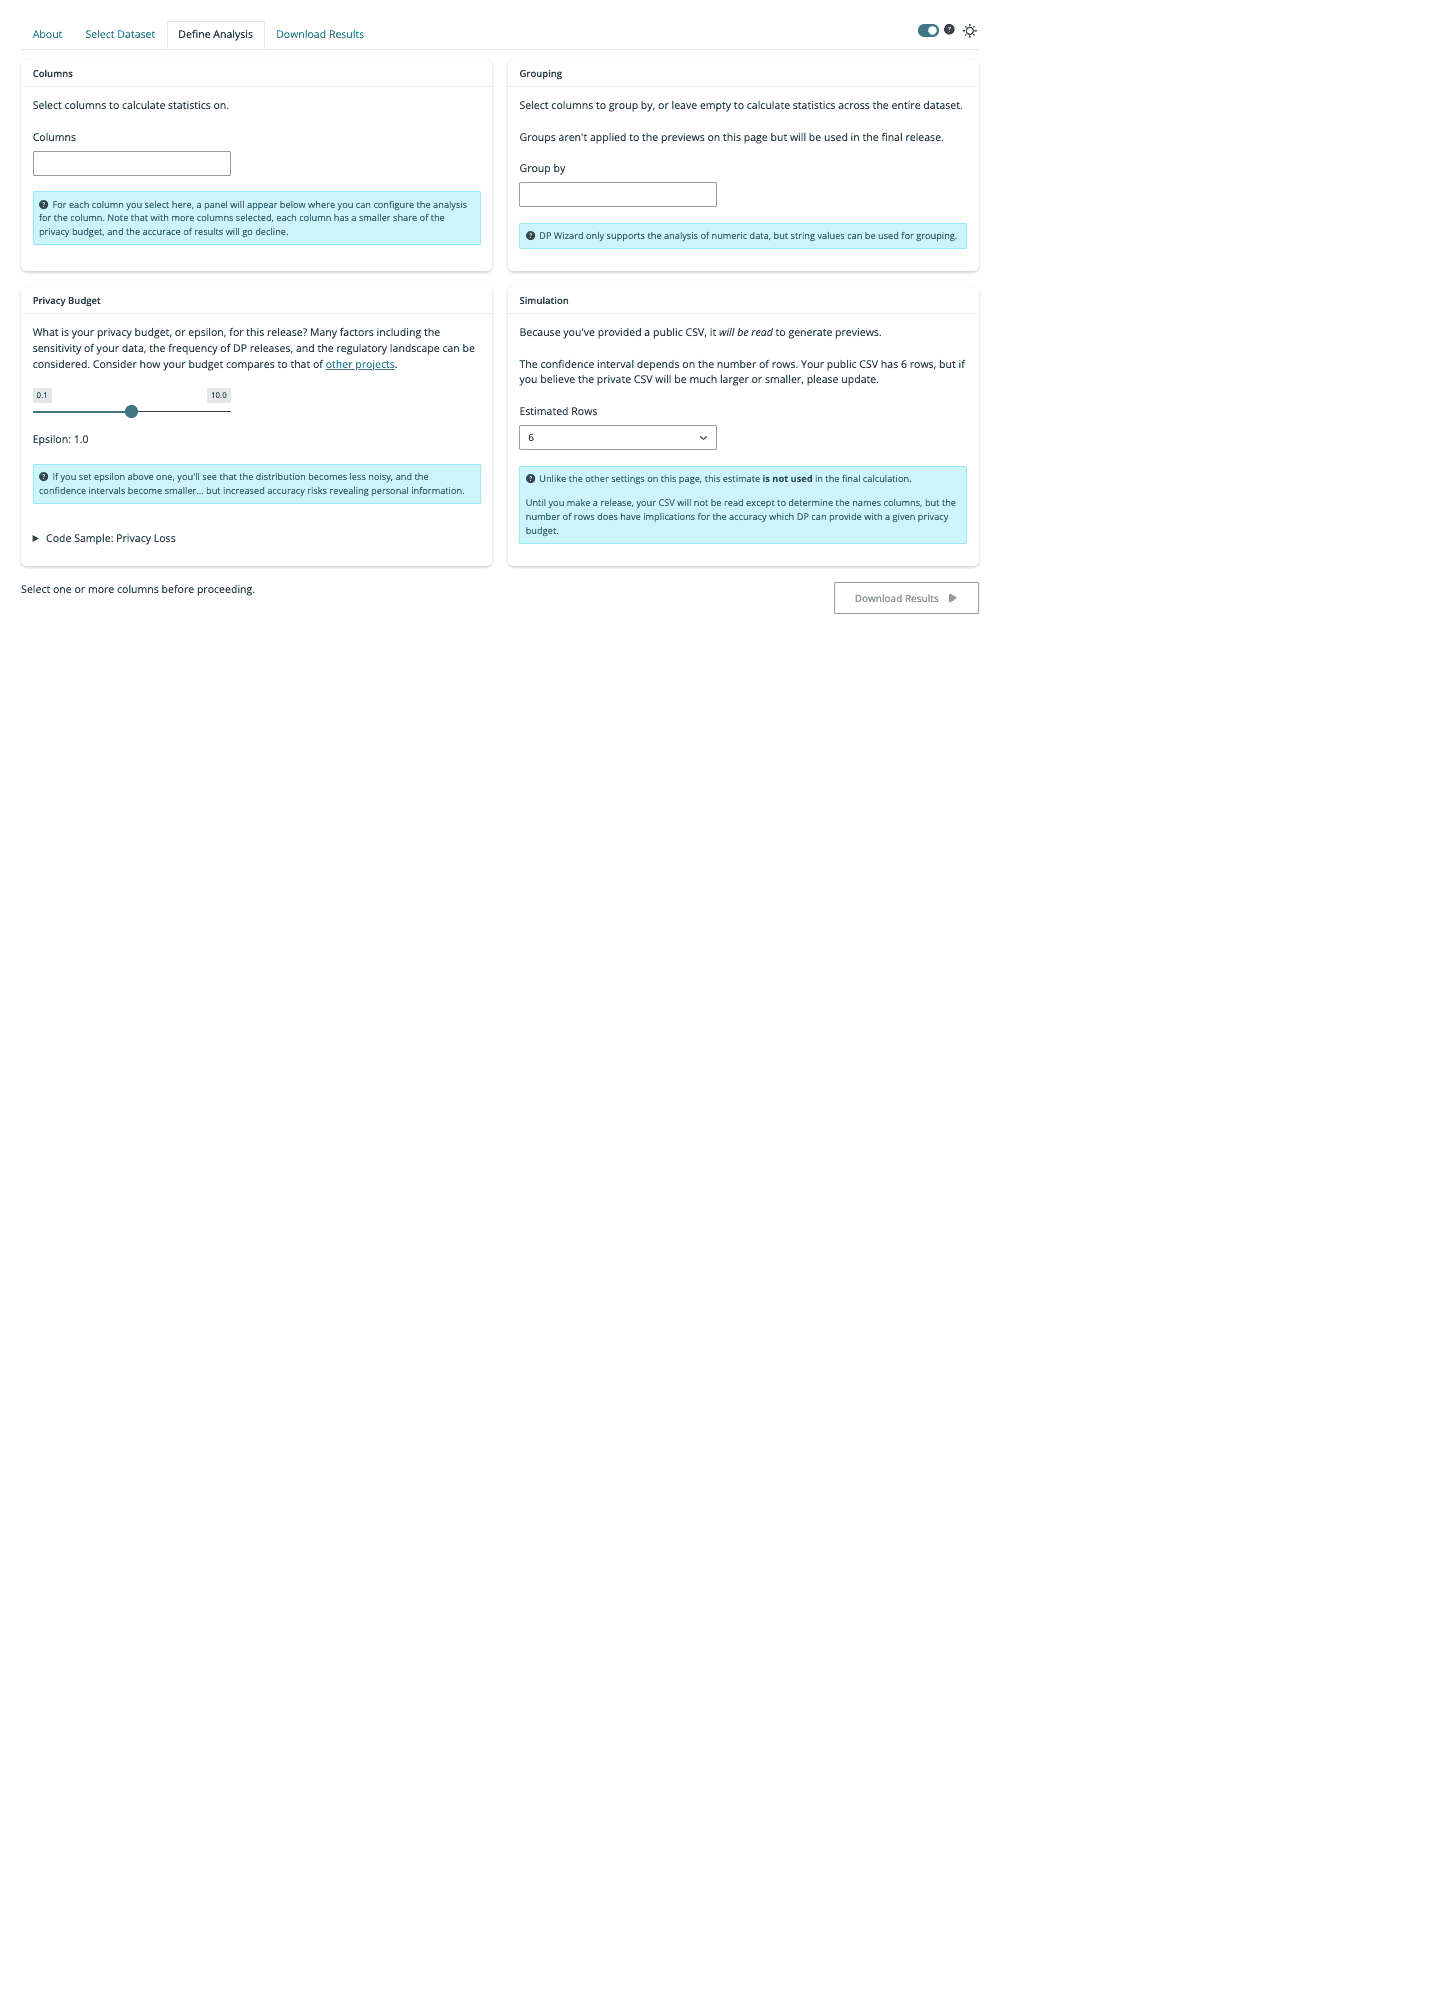 About
Select Dataset
Define Analysis
Download Results
?
Columns
Select columns to calculate statistics on.
Columns
? For each column you select here, a panel will appear below where you can configure the analysis
for the column. Note that with more columns selected, each column has a smaller share of the
privacy budget, and the accurace of results will go decline.
Grouping
Select columns to group by, or leave empty to calculate statistics across the entire dataset.
Groups aren't applied to the previews on this page but will be used in the final release.
Group by
? DP Wizard only supports the analysis of numeric data, but string values can be used for grouping.
Privacy Budget
What is your privacy budget, or epsilon, for this release? Many factors including the
sensitivity of your data, the frequency of DP releases, and the regulatory landscape can be
considered. Consider how your budget compares to that of other projects.
0.1
10.0
Epsilon: 1.0
? If you set epsilon above one, you'll see that the distribution becomes less noisy, and the
confidence intervals become smaller... but increased accuracy risks revealing personal information.
Code Sample: Privacy Loss
Simulation
Because you've provided a public CSV, it will be read to generate previews.
The confidence interval depends on the number of rows. Your public CSV has 6 rows, but if
you believe the private CSV will be much larger or smaller, please update.
Estimated Rows
6
? Unlike the other settings on this page, this estimate is not used in the final calculation.
Until you make a release, your CSV will not be read except to determine the names columns, but the
number of rows does have implications for the accuracy which DP can provide with a given privacy
budget.
Select one or more columns before proceeding.
Download Results